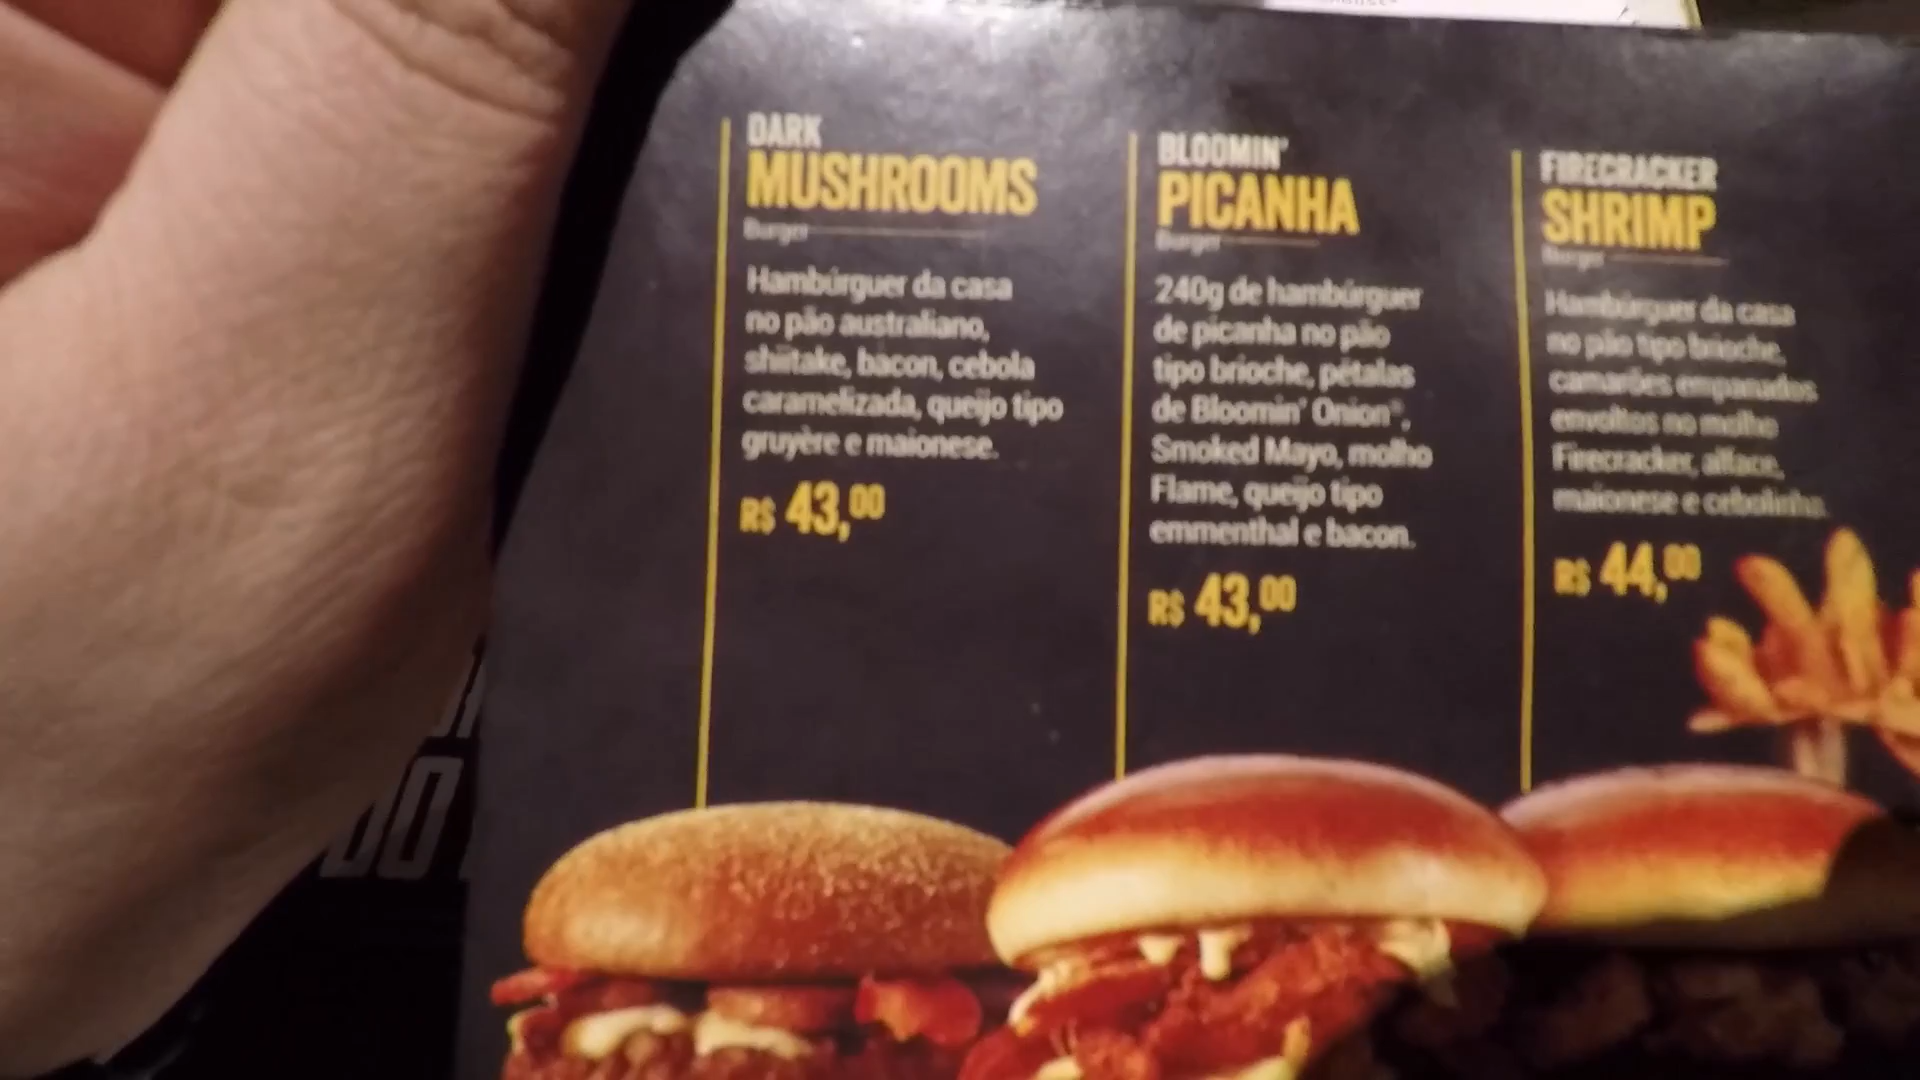 DARK
MUSHROOMS
Burger
Hambúrguer da casa
no pão australiano,
shiitake, bacon, cebola
caramelizada, queijo tipo
gruyère e maionese.
R$ 43,00
BLOOMIN'
PICANHA
Burger
240g de hambúrguer
de picanha no pão
tipo brioche, pétalas
de Bloomin' Onion®,
Smoked Mayo, molho
Flame, queijo tipo
emmenthal e bacon.
R$ 43,00
FIRECRACKER
SHRIMP
Burger
Hambúrguer da casa
no pão tipo brioche,
camarões empanados
envoltos no molho
Firecracker, alface,
maionese e cebolinha.
R$ 44,00